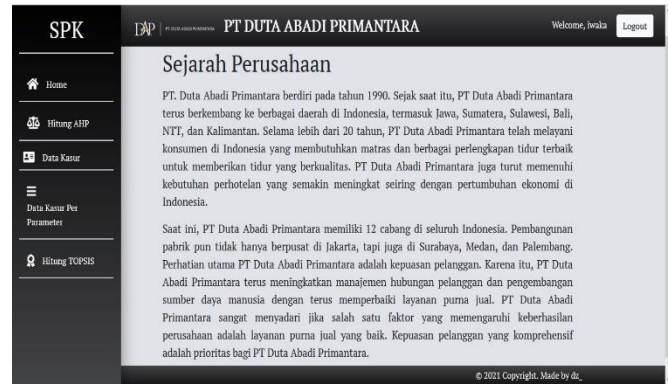 SPK
DAP
PT DUTA ABADI PRIMANTARA
Welcome, iwaka
Logout
Home
Hitung AHP
Data Kasur
Data Kasur Per
Parameter
Hitung TOPSIS
Sejarah Perusahaan
PT. Duta Abadi Primantara berdiri pada tahun 1990. Sejak saat itu, PT Duta Abadi Primantara
terus berkembang ke berbagai daerah di Indonesia, termasuk Jawa, Sumatera, Sulawesi, Bali,
NTT, dan Kalimantan. Selama lebih dari 20 tahun, PT Duta Abadi Primantara telah melayani
konsumen di Indonesia yang membutuhkan matras dan berbagai perlengkapan tidur terbaik
untuk memberikan tidur yang berkualitas. PT Duta Abadi Primantara juga turut memenuhi
kebutuhan perhotelan yang semakin meningkat seiring dengan pertumbuhan ekonomi di
Indonesia.
Saat ini, PT Duta Abadi Primantara memiliki 12 cabang di seluruh Indonesia. Pembangunan
pabrik pun tidak hanya berpusat di Jakarta, tapi juga di Surabaya, Medan, dan Palembang.
Perhatian utama PT Duta Abadi Primantara adalah kepuasan pelanggan. Karena itu, PT Duta
Abadi Primantara terus meningkatkan manajemen hubungan pelanggan dan pengembangan
sumber daya manusia dengan terus memperbaiki layanan purna jual. PT Duta Abadi
Primantara sangat menyadari jika salah satu faktor yang memengaruhi keberhasilan
perusahaan adalah layanan purna jual yang baik. Kepuasan pelanggan yang komprehensif
adalah prioritas bagi PT Duta Abadi Primantara.
© 2021 Copyright. Made by dz_